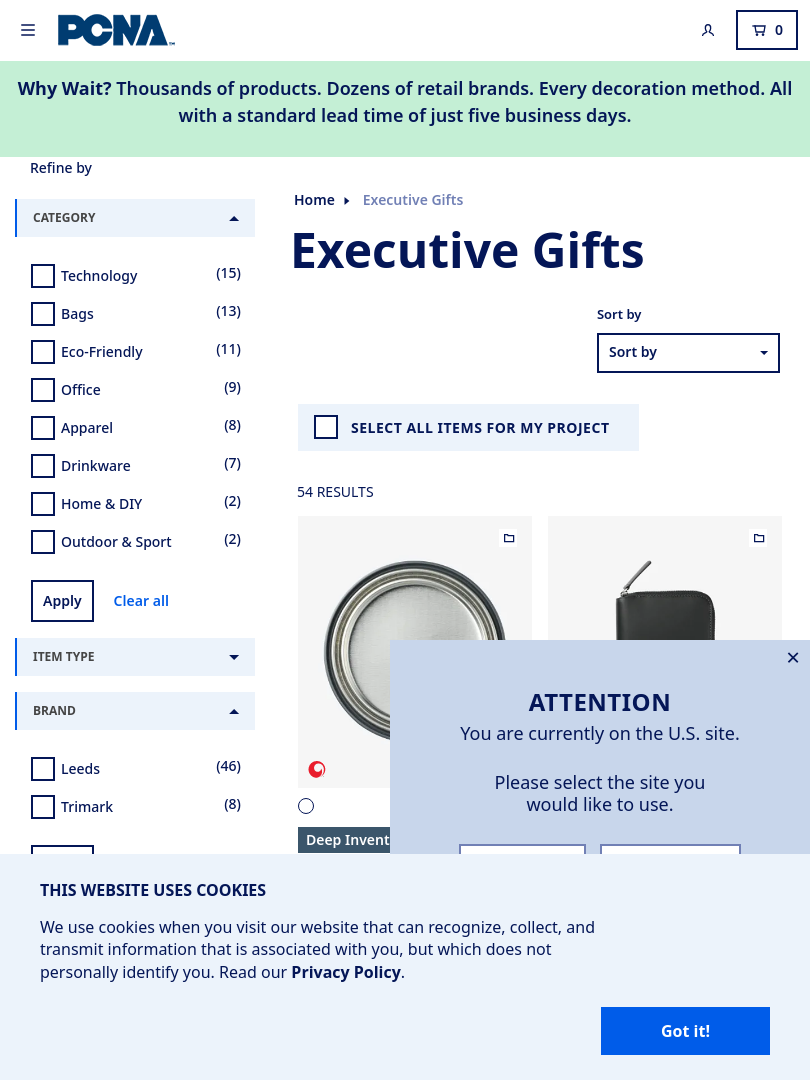 PCNA
0
Why Wait? Thousands of products. Dozens of retail brands. Every decoration method. All
with a standard lead time of just five business days.
Refine by
CATEGORY
Technology (15)
Bags (13)
Eco-Friendly (11)
Office (9)
Apparel (8)
Drinkware (7)
Home & DIY (2)
Outdoor & Sport (2)
Apply Clear all
ITEM TYPE
BRAND
Leeds (46)
Trimark (8)
Home Executive Gifts
Executive Gifts
Sort by
Sort by
SELECT ALL ITEMS FOR MY PROJECT
54 RESULTS
Deep Invent
ATTENTION
You are currently on the U.S. site.
Please select the site you
would like to use.
THIS WEBSITE USES COOKIES
We use cookies when you visit our website that can recognize, collect, and
transmit information that is associated with you, but which does not
personally identify you. Read our Privacy Policy.
Got it!